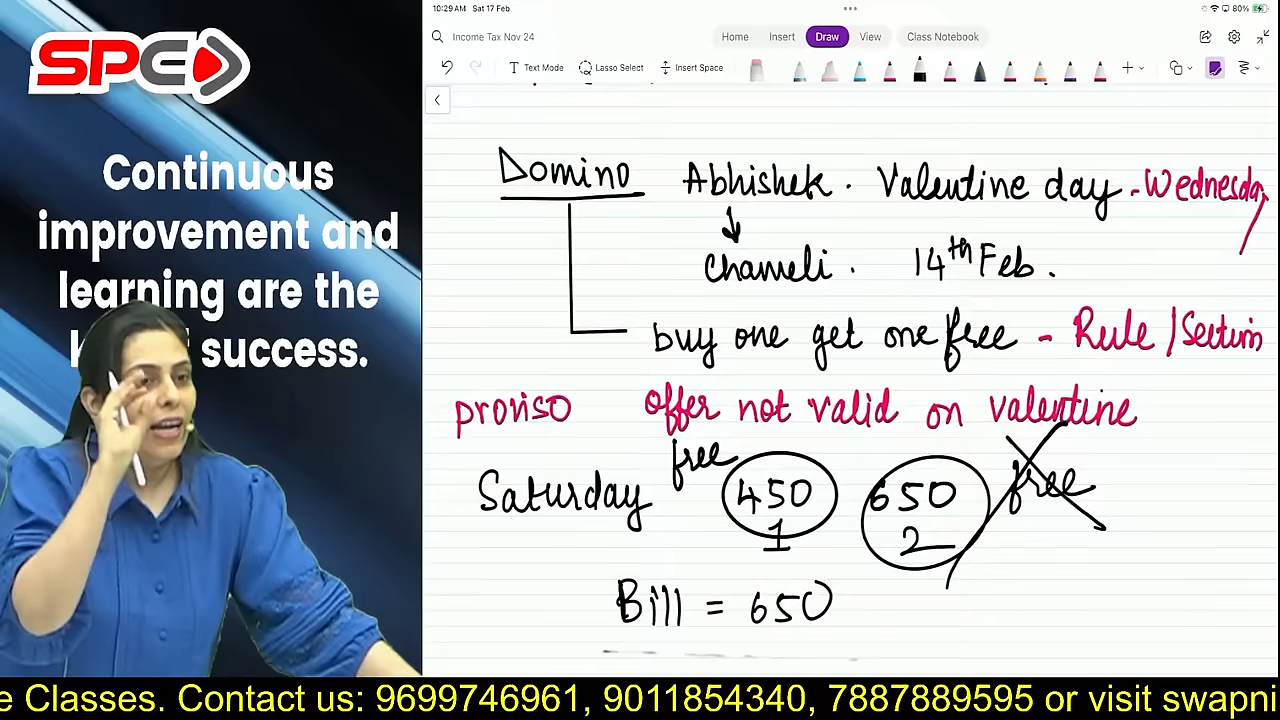 SPC
Continuous
improvement and
learning are the
success.
10:29 AM Sat 17 Feb
80%
Income Tax Nov 24
Home Insert Draw View Class Notebook
Text Mode Lasso Select Insert Space
Domino Abhishek. Valentine day - Wednesday
Chameli. 14th Feb.
buy one get one free - Rule / Section
proviso offer not valid on valentine
free
Saturday 450 650 free
1 2
Bill = 650
e Classes. Contact us: 9699746961, 9011854340, 7887889595 or visit swapni